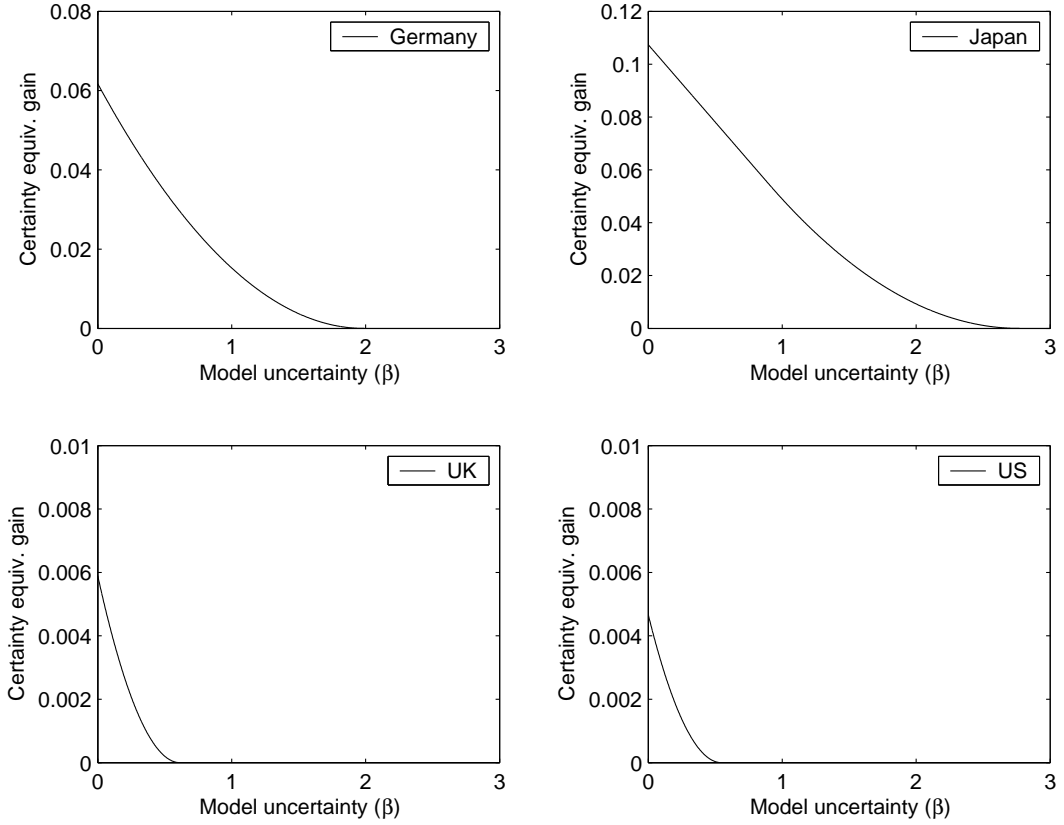 0.08
0.06
0.04
0.02
0
Certainty equiv. gain
Germany
0 1 2 3
Model uncertainty (β)
0.12
0.1
0.08
0.06
0.04
0.02
0
Certainty equiv. gain
Japan
0 1 2 3
Model uncertainty (β)
0.01
0.008
0.006
0.004
0.002
0
Certainty equiv. gain
UK
0 1 2 3
Model uncertainty (β)
0.01
0.008
0.006
0.004
0.002
0
Certainty equiv. gain
US
0 1 2 3
Model uncertainty (β)